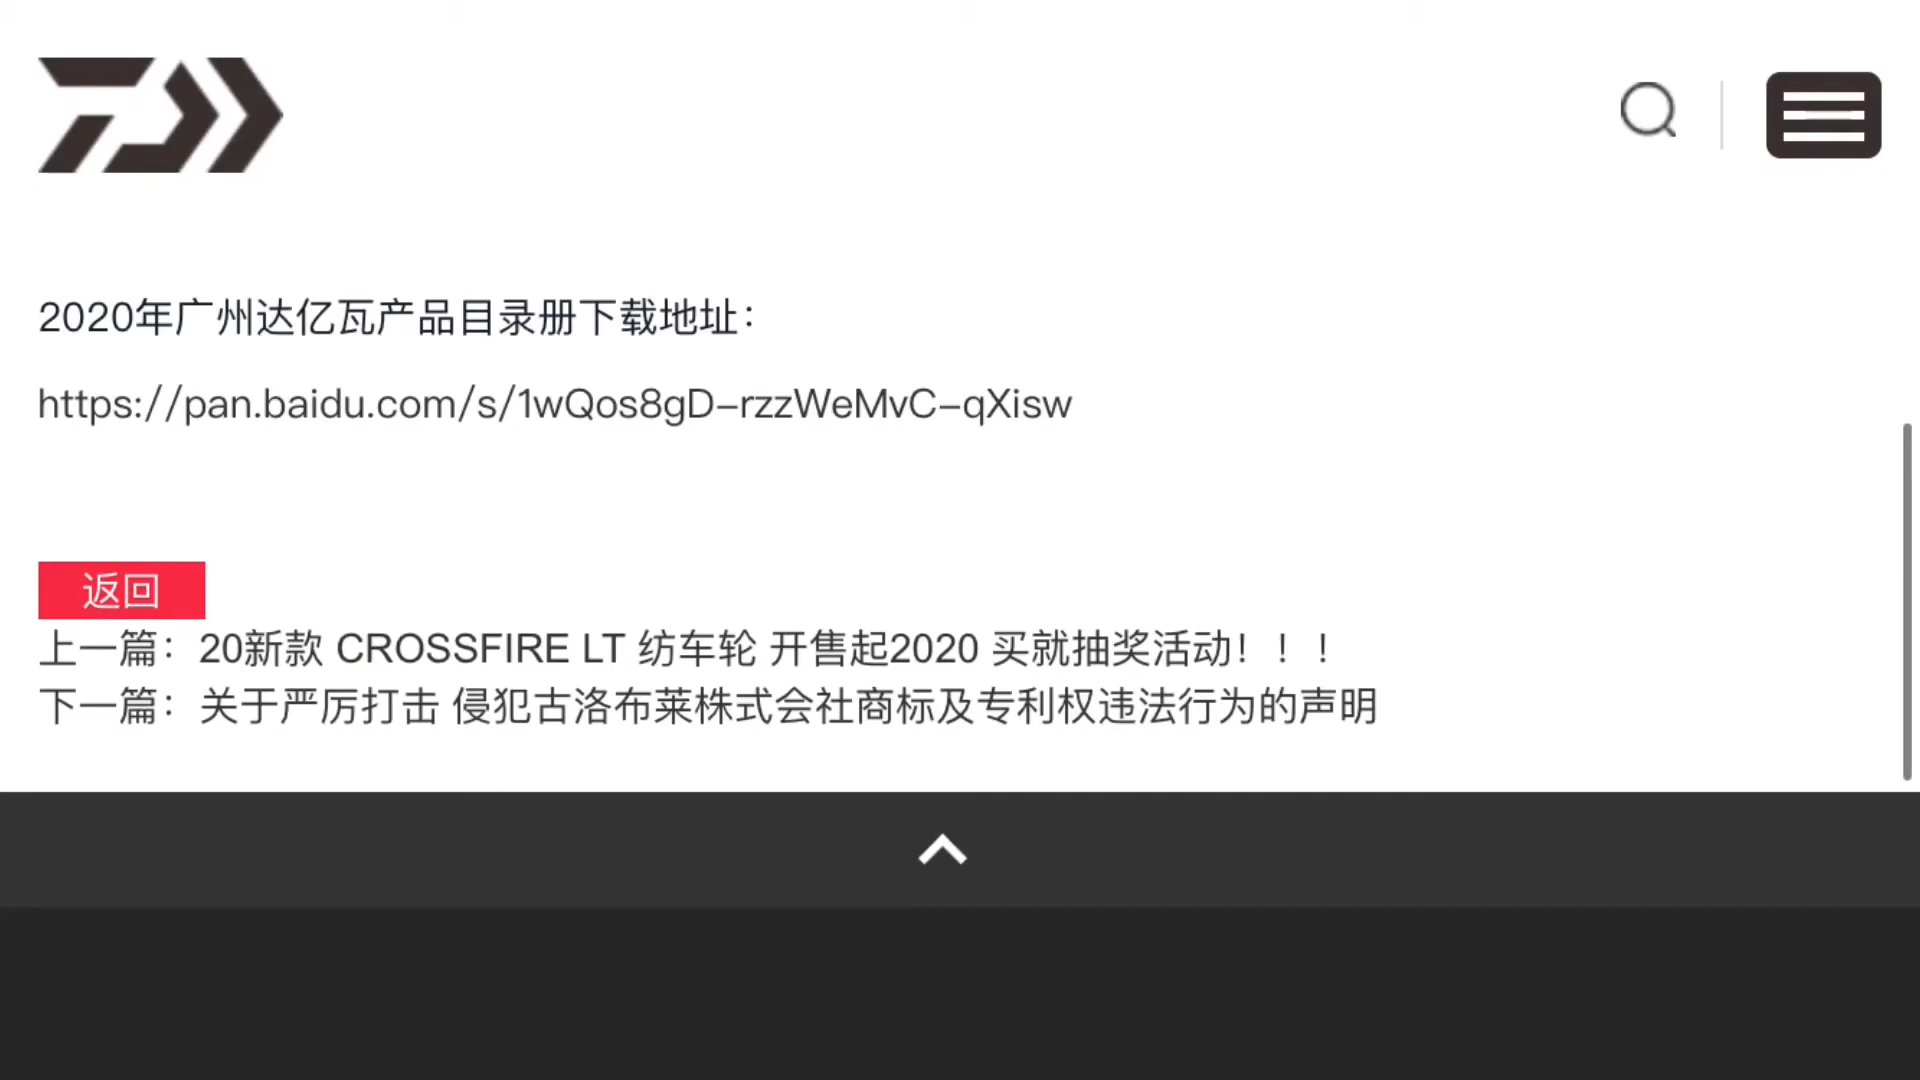 2020年广州达亿瓦产品目录册下载地址：
https://pan.baidu.com/s/1wQos8gD-rzzWeMvC-qXisw
返回
上一篇：20新款 CROSSFIRE LT 纺车轮 开售起2020 买就抽奖活动！！！
下一篇：关于严厉打击 侵犯古洛布莱株式会社商标及专利权违法行为的声明